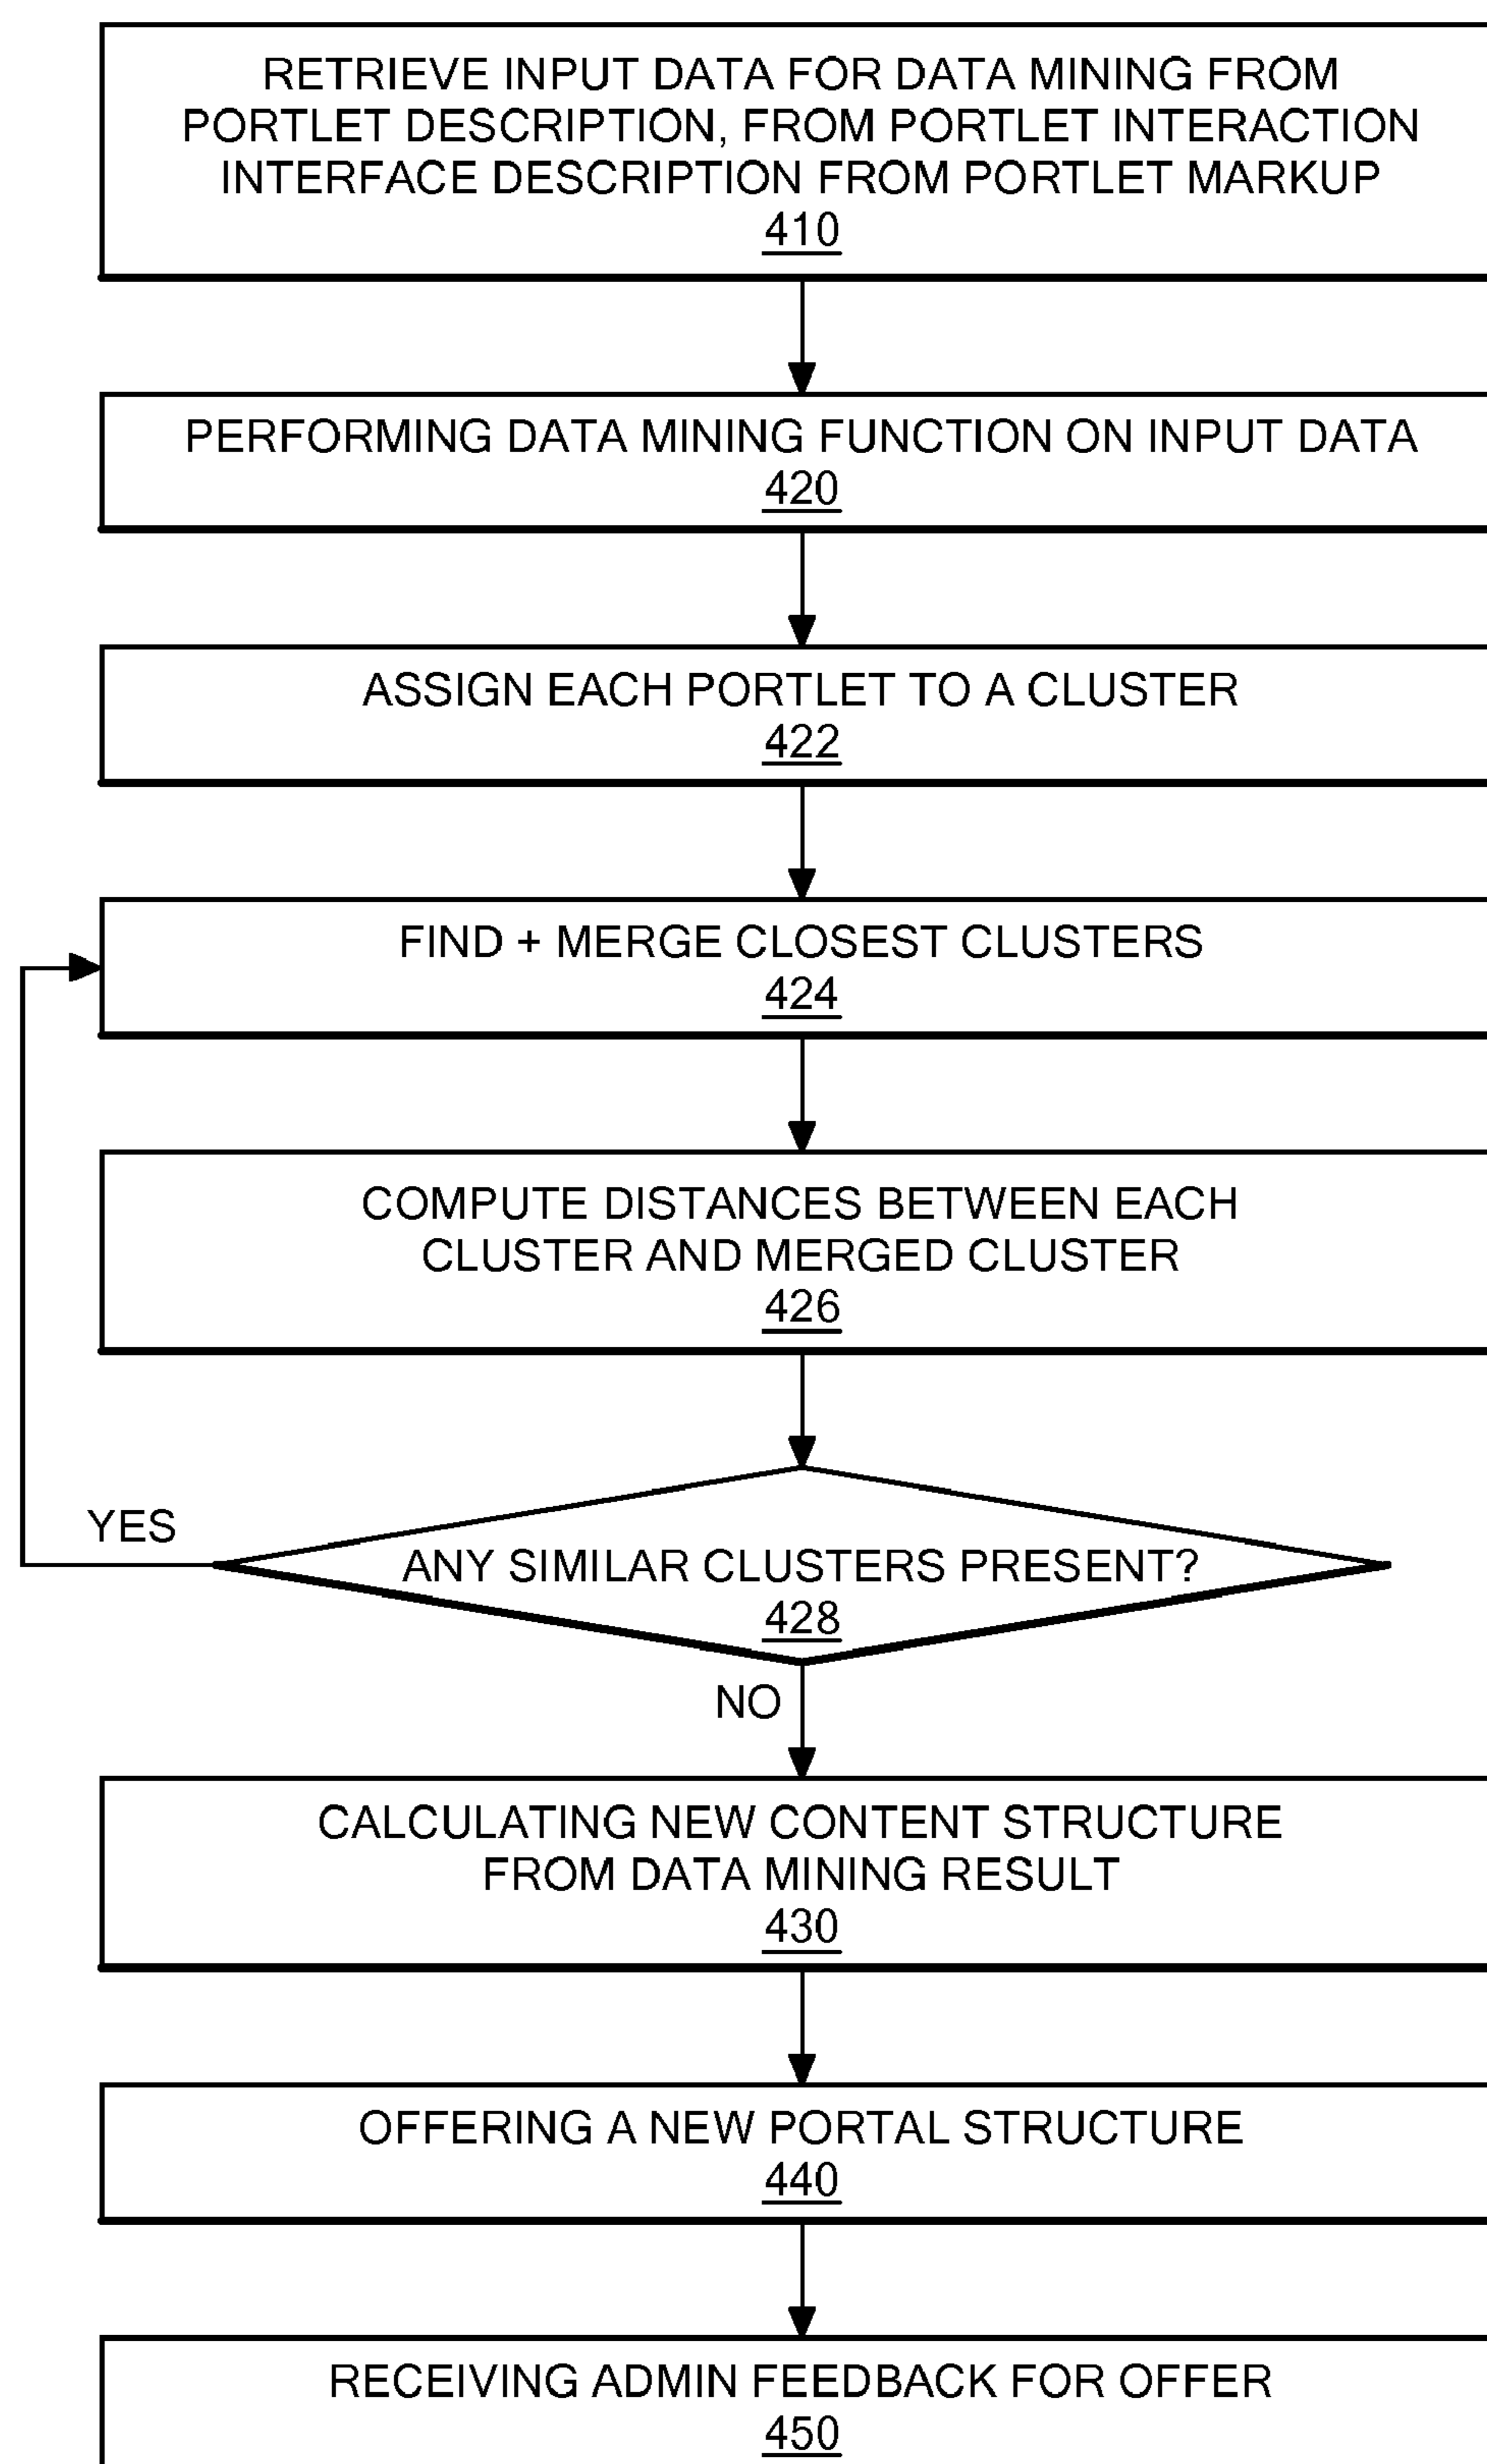 RETRIEVE INPUT DATA FOR DATA MINING FROM
PORTLET DESCRIPTION, FROM PORTLET INTERACTION
INTERFACE DESCRIPTION FROM PORTLET MARKUP
410
PERFORMING DATA MINING FUNCTION ON INPUT DATA
420
ASSIGN EACH PORTLET TO A CLUSTER
422
FIND + MERGE CLOSEST CLUSTERS
424
COMPUTE DISTANCES BETWEEN EACH
CLUSTER AND MERGED CLUSTER
426
YES
ANY SIMILAR CLUSTERS PRESENT?
428
NO
CALCULATING NEW CONTENT STRUCTURE
FROM DATA MINING RESULT
430
OFFERING A NEW PORTAL STRUCTURE
440
RECEIVING ADMIN FEEDBACK FOR OFFER
450